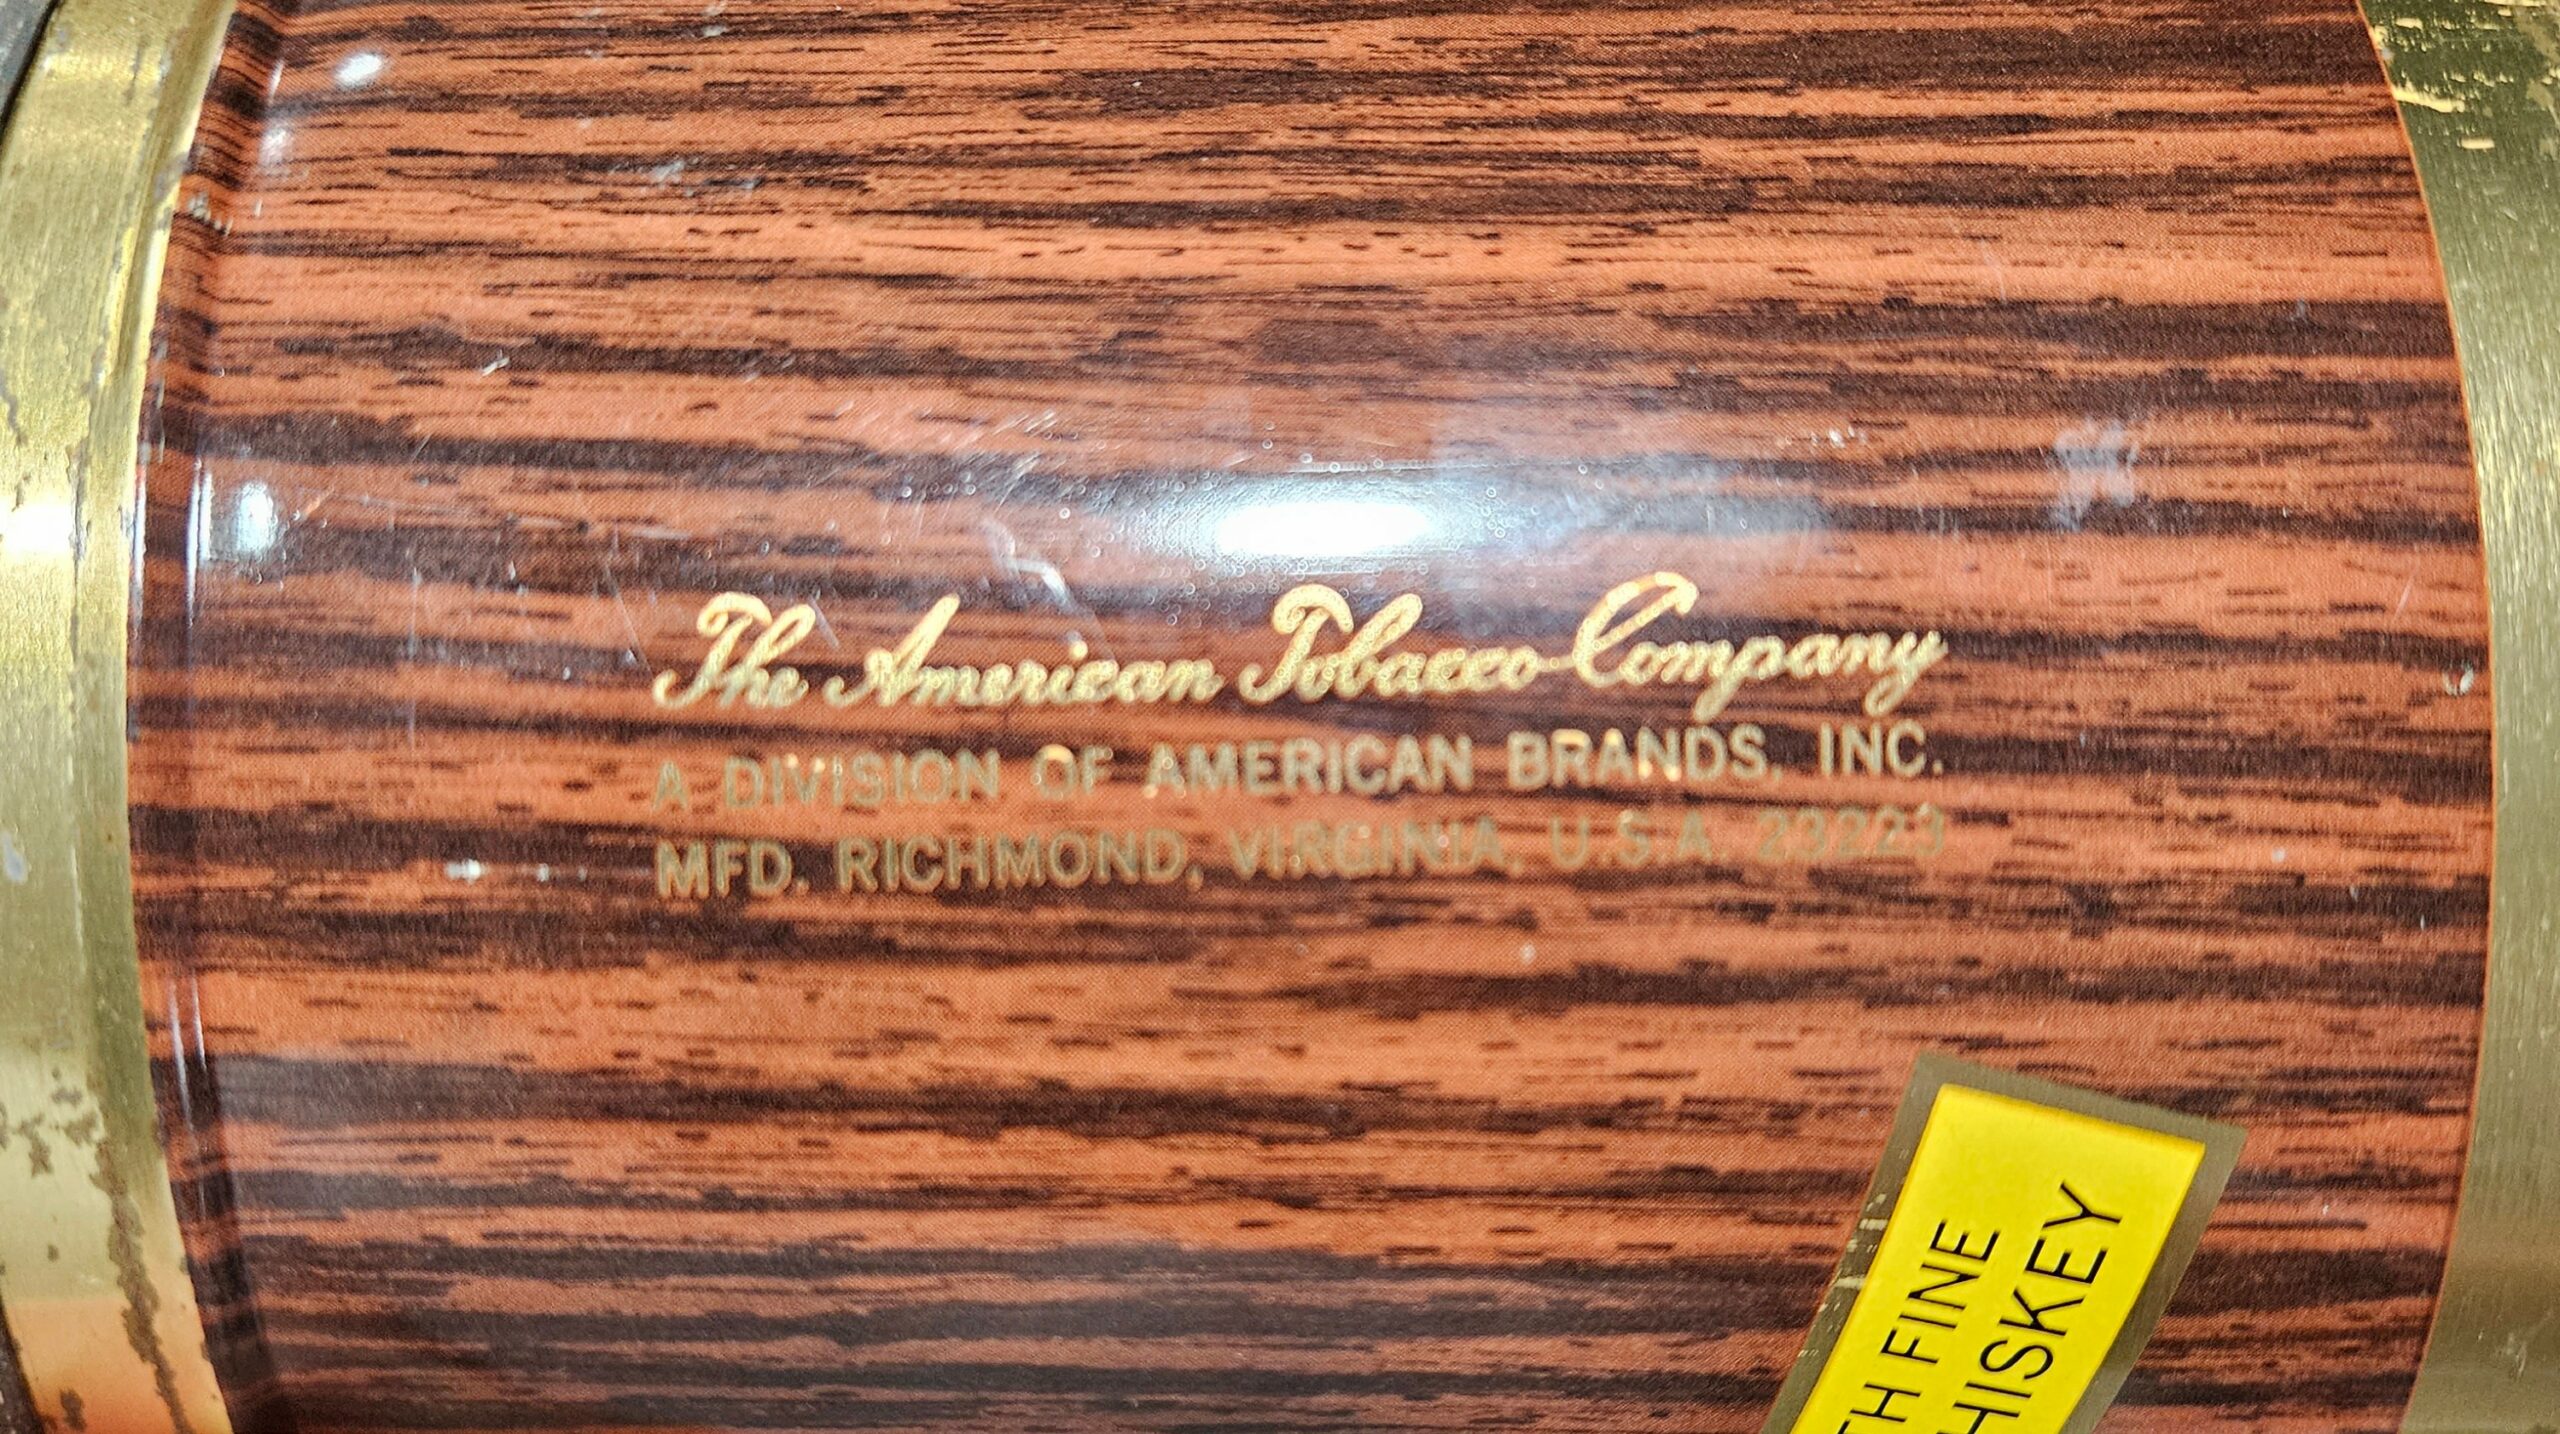 The American Tobacco Company
A DIVISION OF AMERICAN BRANDS, INC.
MFD. RICHMOND, VIRGINIA, U.S.A. 23223
TH FINE
HISKEY